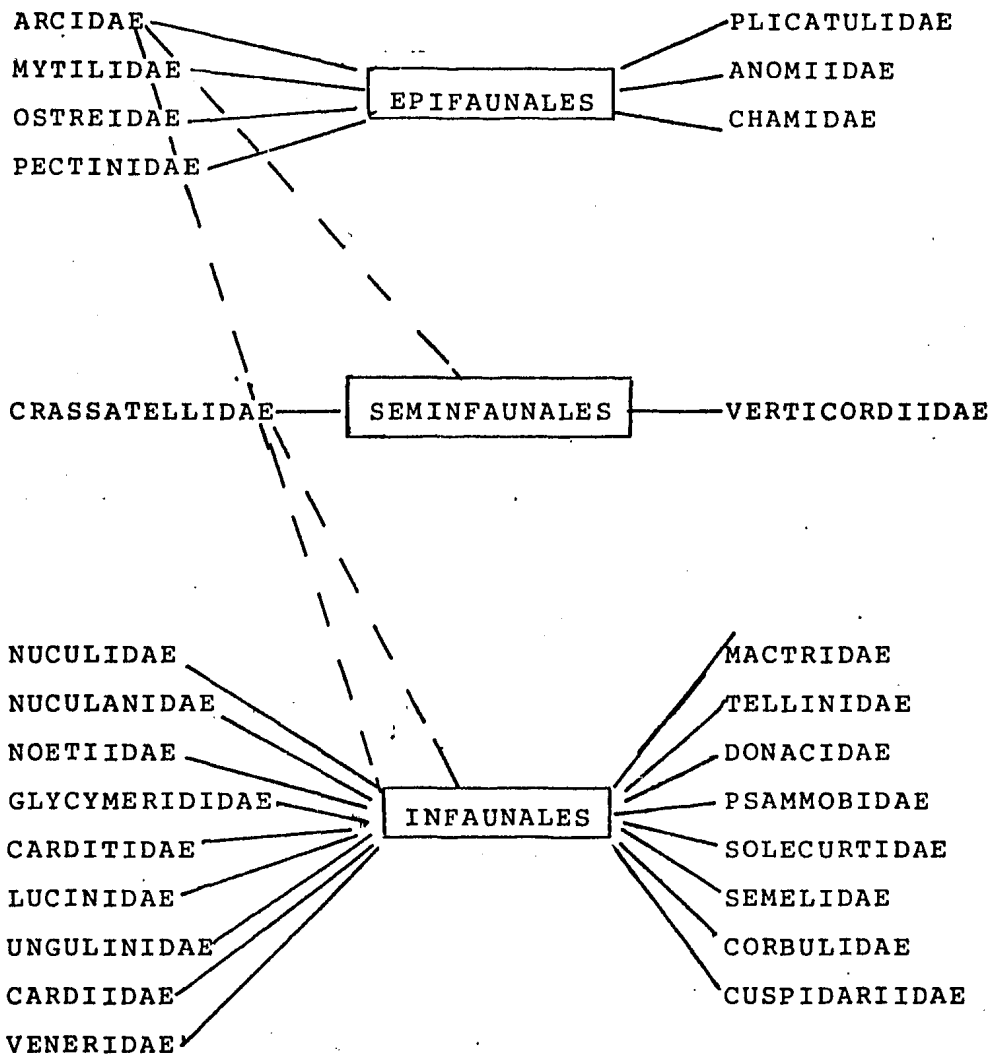 ARCIDAE PLICATULIDAE
MYTILIDAE ANOMIIDAE
EPIFAUNALES
OSTREIDAE CHAMIDAE
PECTINIDAE
CRASSATELLIDAE SEMINFAUNALES VERTICORDIIDAE
NUCULIDAE MACTRIDAE
NUCULANIDAE TELLINIDAE
NOETIIDAE DONACIDAE
GLYCYMERIDIDAE PSAMMOBIDAE
INFAUNALES
CARDITIDAE SOLECURTIDAE
LUCINIDAE SEMELIDAE
UNGULINIDAE CORBULIDAE
CARDIIDAE CUSPIDARIIDAE
VENERIDAE